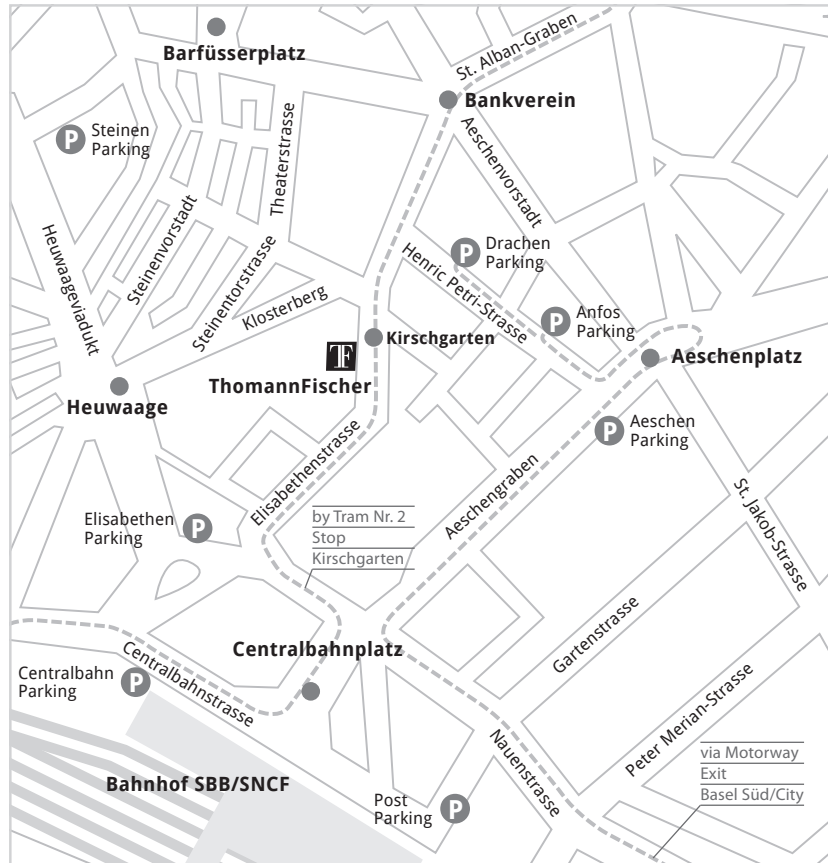 St. Alban-Graben
Barfüsserplatz
Bankverein
Steinen
Parking
Theaterstrasse
Aeschenvorstadt
Steinenvorstadt
Heuwaageviadukt
Steinentorstrasse
Drachen
Parking
Henric Petri-Strasse
Klosterberg
Anfos
Parking
Kirschgarten
TF
ThomannFischer
Aeschenplatz
Heuwaage
Aeschen
Parking
Elisabethenstrasse
Aeschengraben
St. Jakob-Strasse
Elisabethen
Parking
by Tram Nr. 2
Stop
Kirschgarten
Gartenstrasse
Centralbahnplatz
Centralbahn
Parking
Centralbahnstrasse
Peter Merian-Strasse
Nauenstrasse
via Motorway
Exit
Basel Süd/City
Bahnhof SBB/SNCF
Post
Parking
P
P
P
P
P
P
P